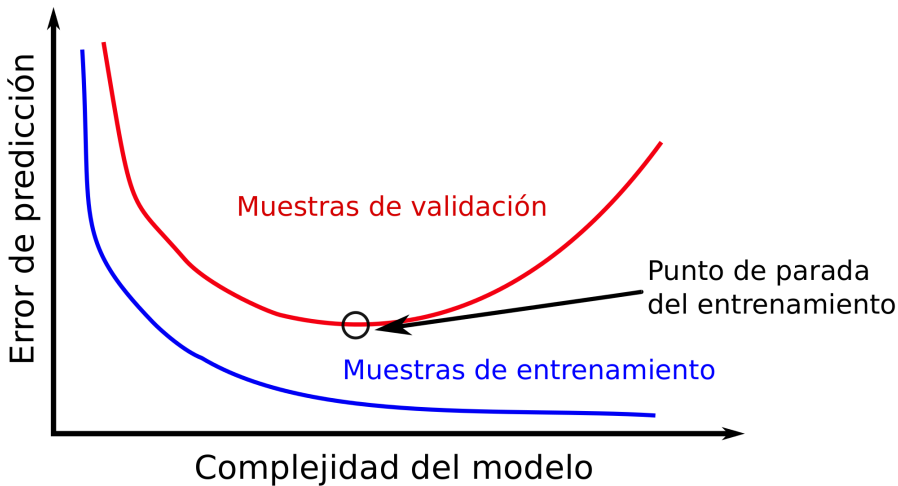 Error de predicción
Muestras de validación
Punto de parada
del entrenamiento
Muestras de entrenamiento
Complejidad del modelo